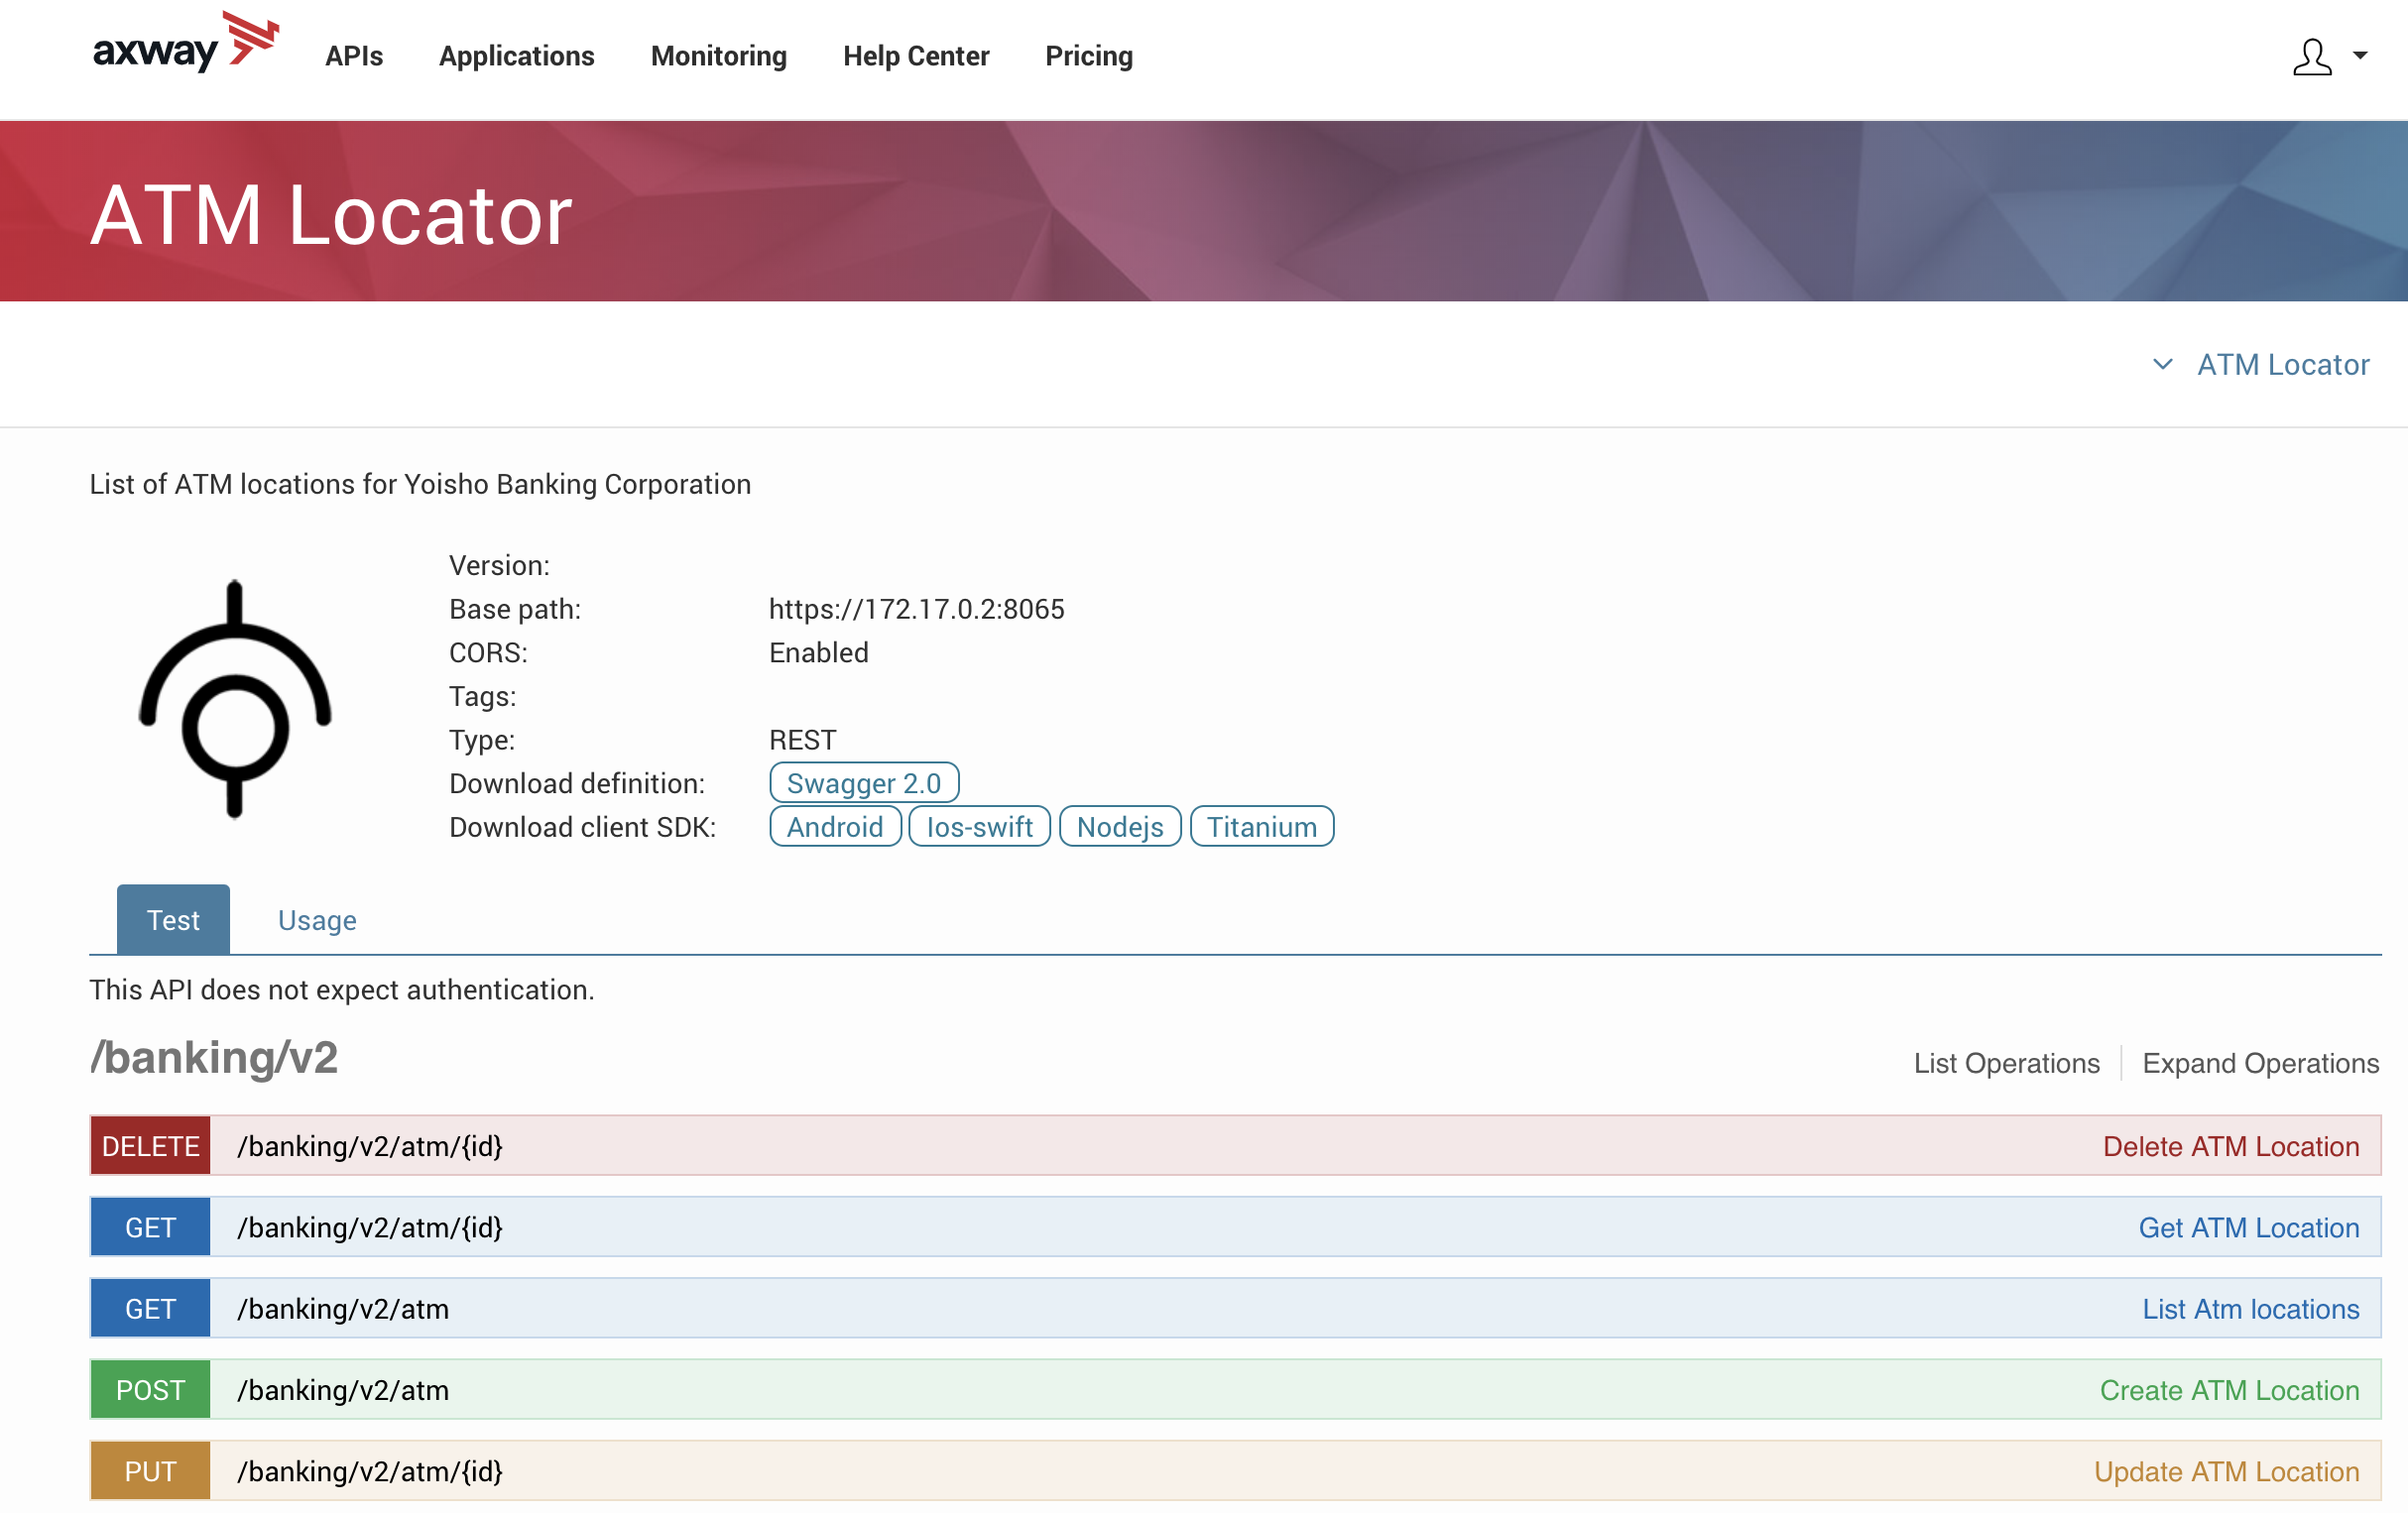 axway
APIs Applications Monitoring Help Center Pricing
ATM Locator
ATM Locator
List of ATM locations for Yoisho Banking Corporation
Version:
Base path: https://172.17.0.2:8065
CORS: Enabled
Tags:
Type: REST
Download definition: Swagger 2.0
Download client SDK: Android Ios-swift Nodejs Titanium
Test Usage
This API does not expect authentication.
/banking/v2 List Operations Expand Operations
DELETE /banking/v2/atm/{id} Delete ATM Location
GET /banking/v2/atm/{id} Get ATM Location
GET /banking/v2/atm List Atm locations
POST /banking/v2/atm Create ATM Location
PUT /banking/v2/atm/{id} Update ATM Location